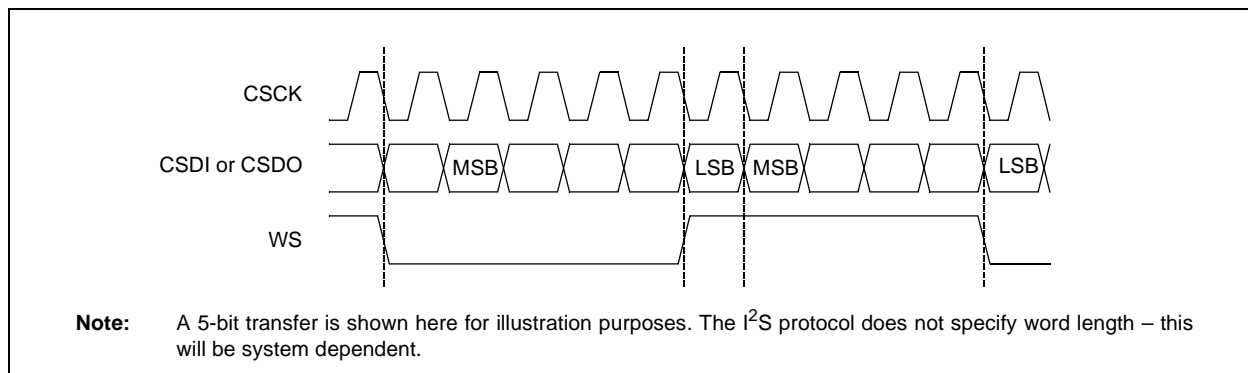 CSCK
CSDI or CSDO
MSB
LSB
MSB
LSB
WS
Note: A 5-bit transfer is shown here for illustration purposes. The I²S protocol does not specify word length – this
will be system dependent.